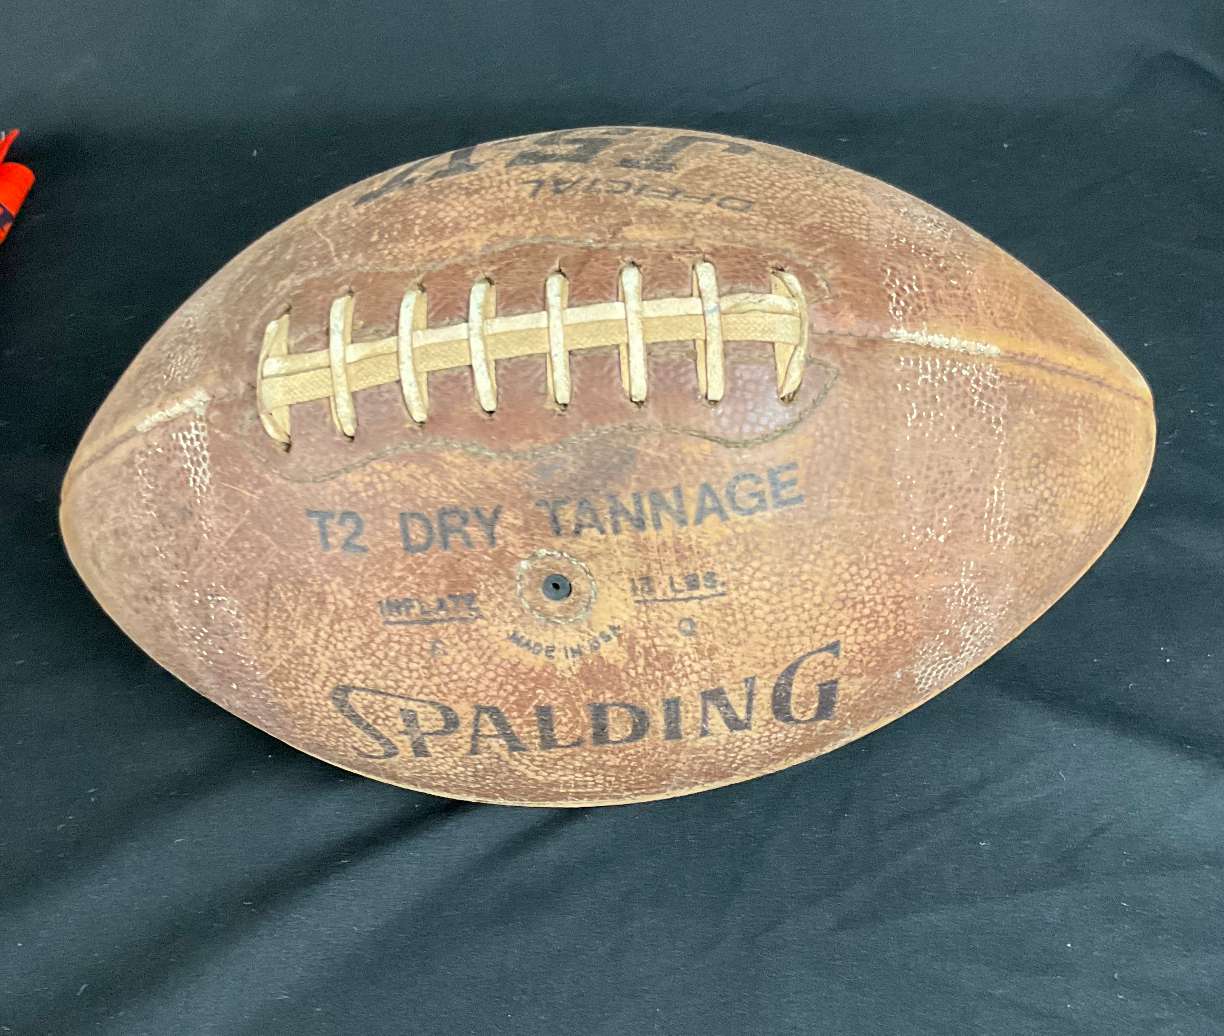 OFFICIAL
T2 DRY TANNAGE
INFLATE 13 LBS.
MADE IN USA
SPALDING